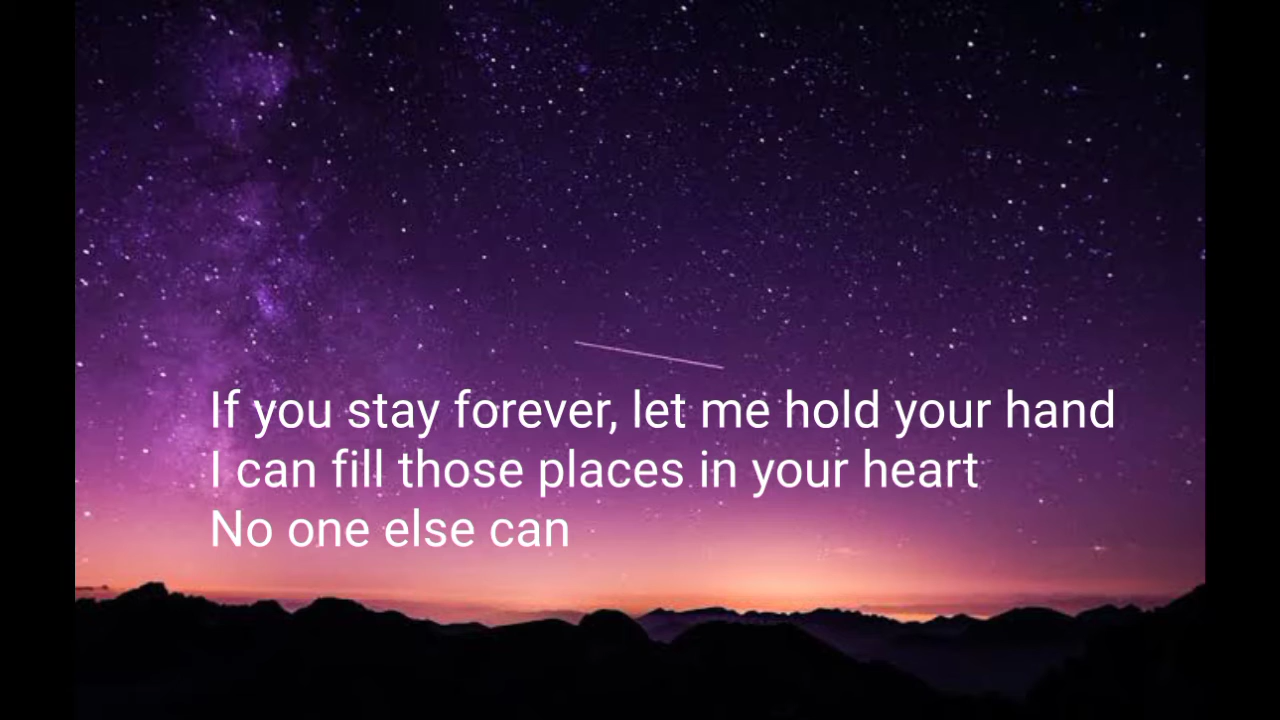 If you stay forever, let me hold your hand
I can fill those places in your heart
No one else can